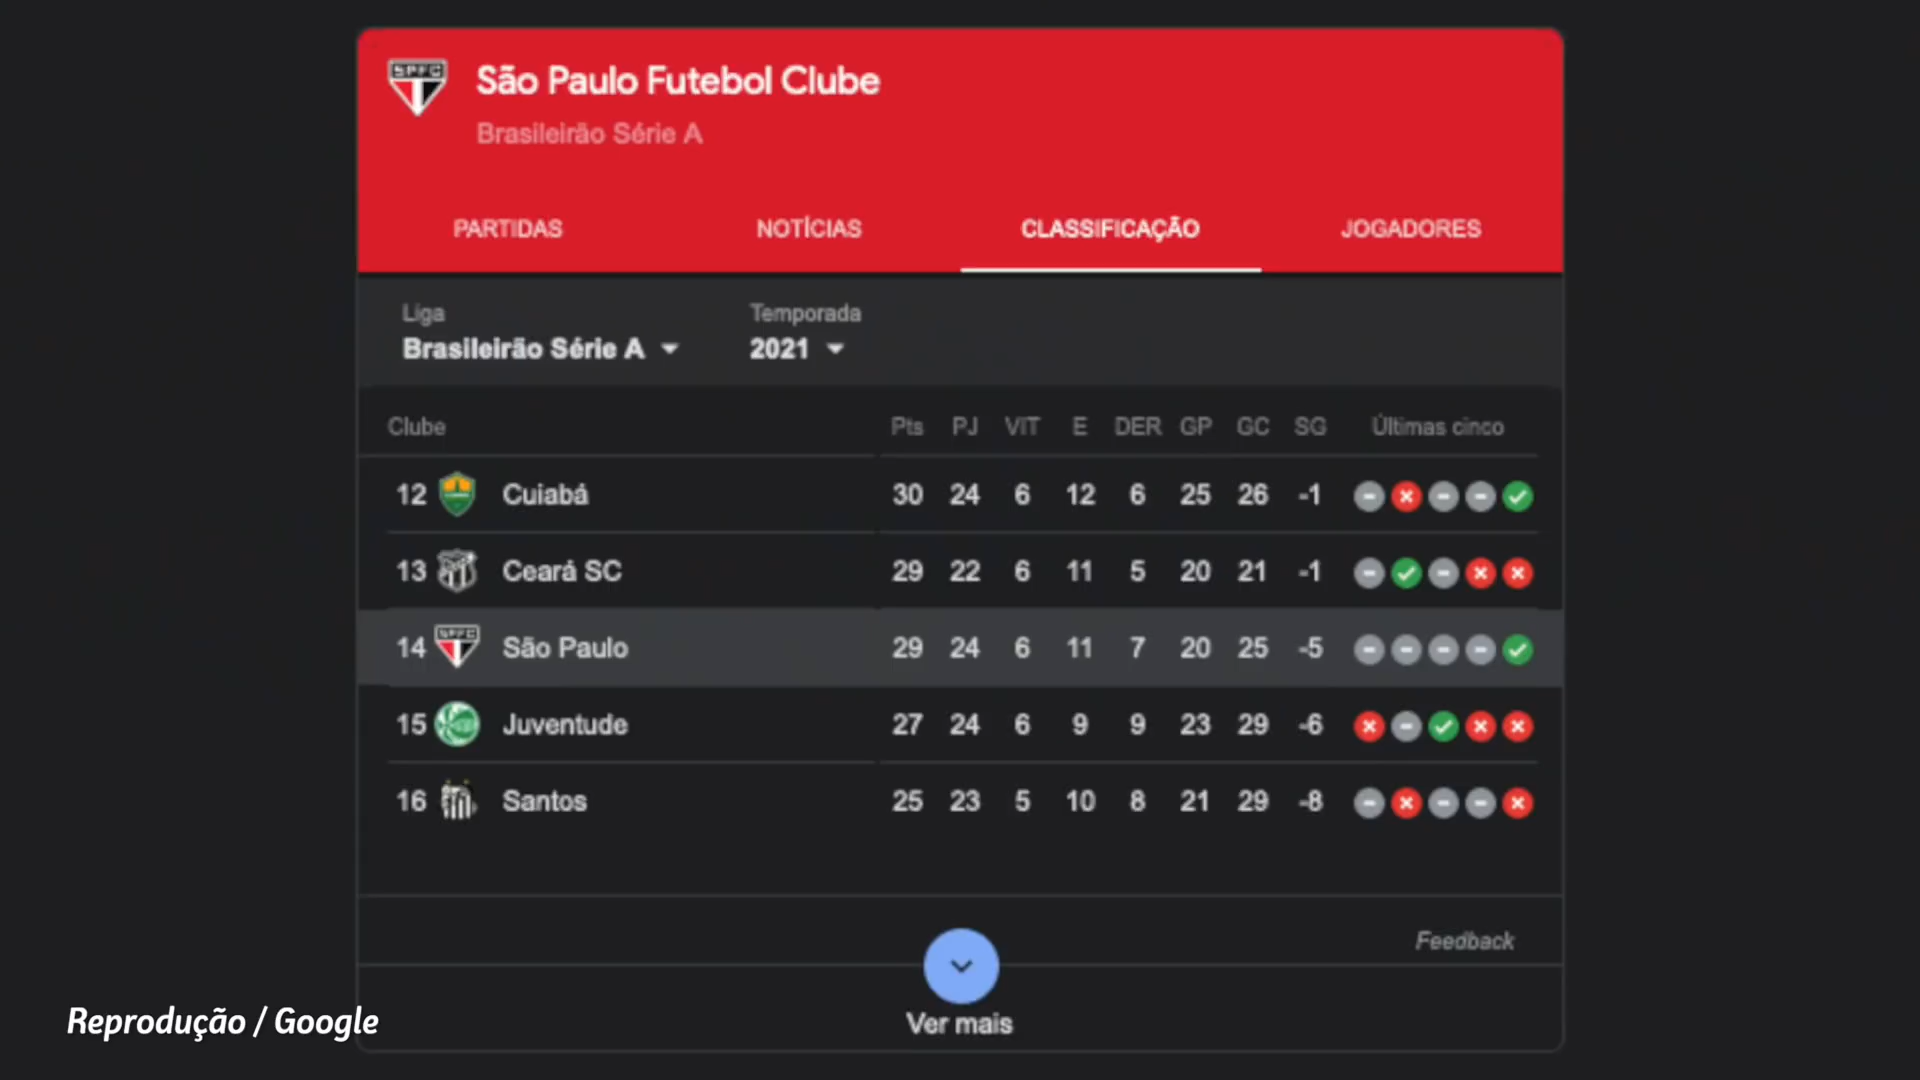 SPFC
São Paulo Futebol Clube
Brasileirão Série A
PARTIDAS NOTÍCIAS CLASSIFICAÇÃO JOGADORES
Liga Temporada
Brasileirão Série A 2021
Clube Pts PJ VIT E DER GP GC SG Últimas cinco
12 Cuiabá 30 24 6 12 6 25 26 -1
13 Ceará SC 29 22 6 11 5 20 21 -1
14 São Paulo 29 24 6 11 7 20 25 -5
15 Juventude 27 24 6 9 9 23 29 -6
16 Santos 25 23 5 10 8 21 29 -8
Feedback
Ver mais
Reprodução / Google